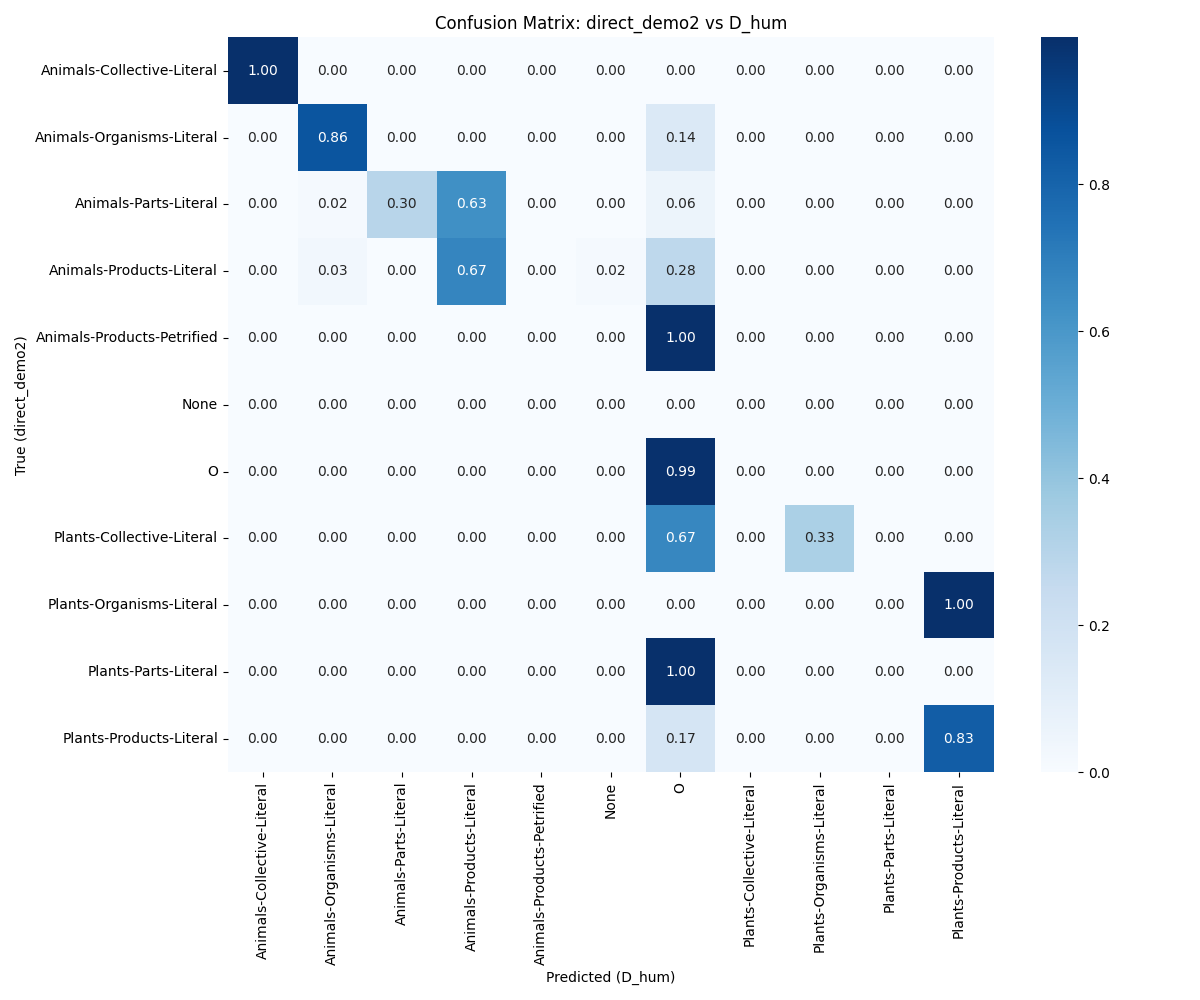 Confusion Matrix: direct_demo2 vs D_hum
Animals-Collective-Literal 1.00 0.00 0.00 0.00 0.00 0.00 0.00 0.00 0.00 0.00 0.00
Animals-Organisms-Literal 0.00 0.86 0.00 0.00 0.00 0.00 0.14 0.00 0.00 0.00 0.00
Animals-Parts-Literal 0.00 0.02 0.30 0.63 0.00 0.00 0.06 0.00 0.00 0.00 0.00
Animals-Products-Literal 0.00 0.03 0.00 0.67 0.00 0.02 0.28 0.00 0.00 0.00 0.00
Animals-Products-Petrified 0.00 0.00 0.00 0.00 0.00 0.00 1.00 0.00 0.00 0.00 0.00
None 0.00 0.00 0.00 0.00 0.00 0.00 0.00 0.00 0.00 0.00 0.00
O 0.00 0.00 0.00 0.00 0.00 0.00 0.99 0.00 0.00 0.00 0.00
Plants-Collective-Literal 0.00 0.00 0.00 0.00 0.00 0.00 0.67 0.00 0.33 0.00 0.00
Plants-Organisms-Literal 0.00 0.00 0.00 0.00 0.00 0.00 0.00 0.00 0.00 0.00 1.00
Plants-Parts-Literal 0.00 0.00 0.00 0.00 0.00 0.00 1.00 0.00 0.00 0.00 0.00
Plants-Products-Literal 0.00 0.00 0.00 0.00 0.00 0.00 0.17 0.00 0.00 0.00 0.83
True (direct_demo2)
Animals-Collective-Literal
Animals-Organisms-Literal
Animals-Parts-Literal
Animals-Products-Literal
Animals-Products-Petrified
None
O
Plants-Collective-Literal
Plants-Organisms-Literal
Plants-Parts-Literal
Plants-Products-Literal
Predicted (D_hum)
0.8
0.6
0.4
0.2
0.0